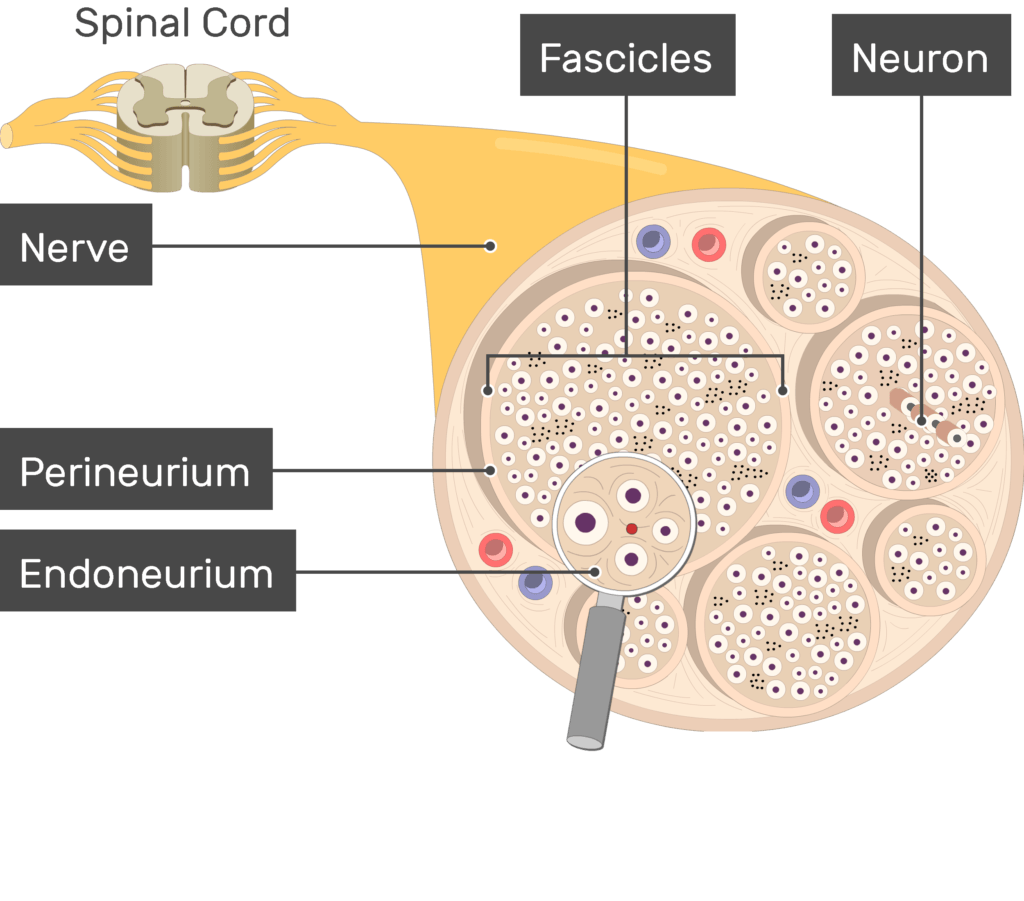 Spinal Cord
Fascicles
Neuron
Nerve
Perineurium
Endoneurium